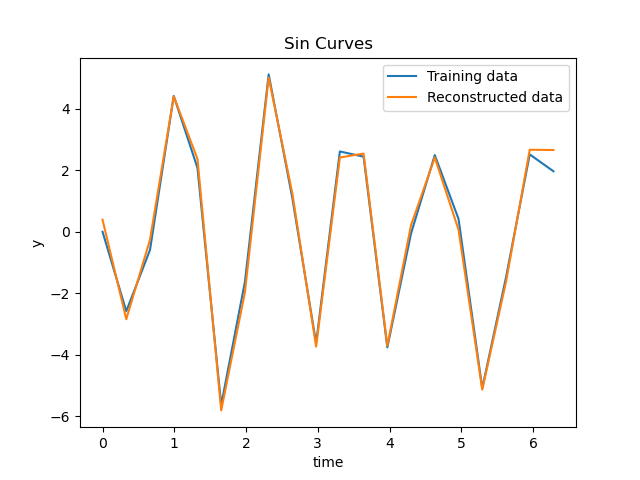 Sin Curves
Training data
Reconstructed data
4
2
0
−2
−4
−6
y
0 1 2 3 4 5 6
time